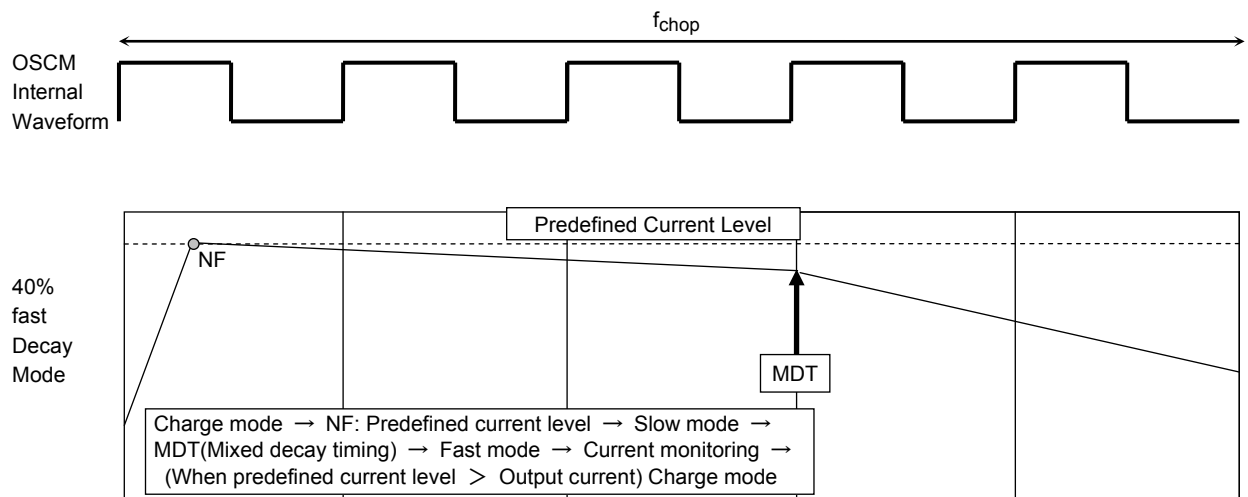 f_chop
OSCM
Internal
Waveform
Predefined Current Level
NF
40%
fast
Decay
Mode
MDT
Charge mode → NF: Predefined current level → Slow mode →
MDT(Mixed decay timing) → Fast mode → Current monitoring →
(When predefined current level ＞ Output current) Charge mode